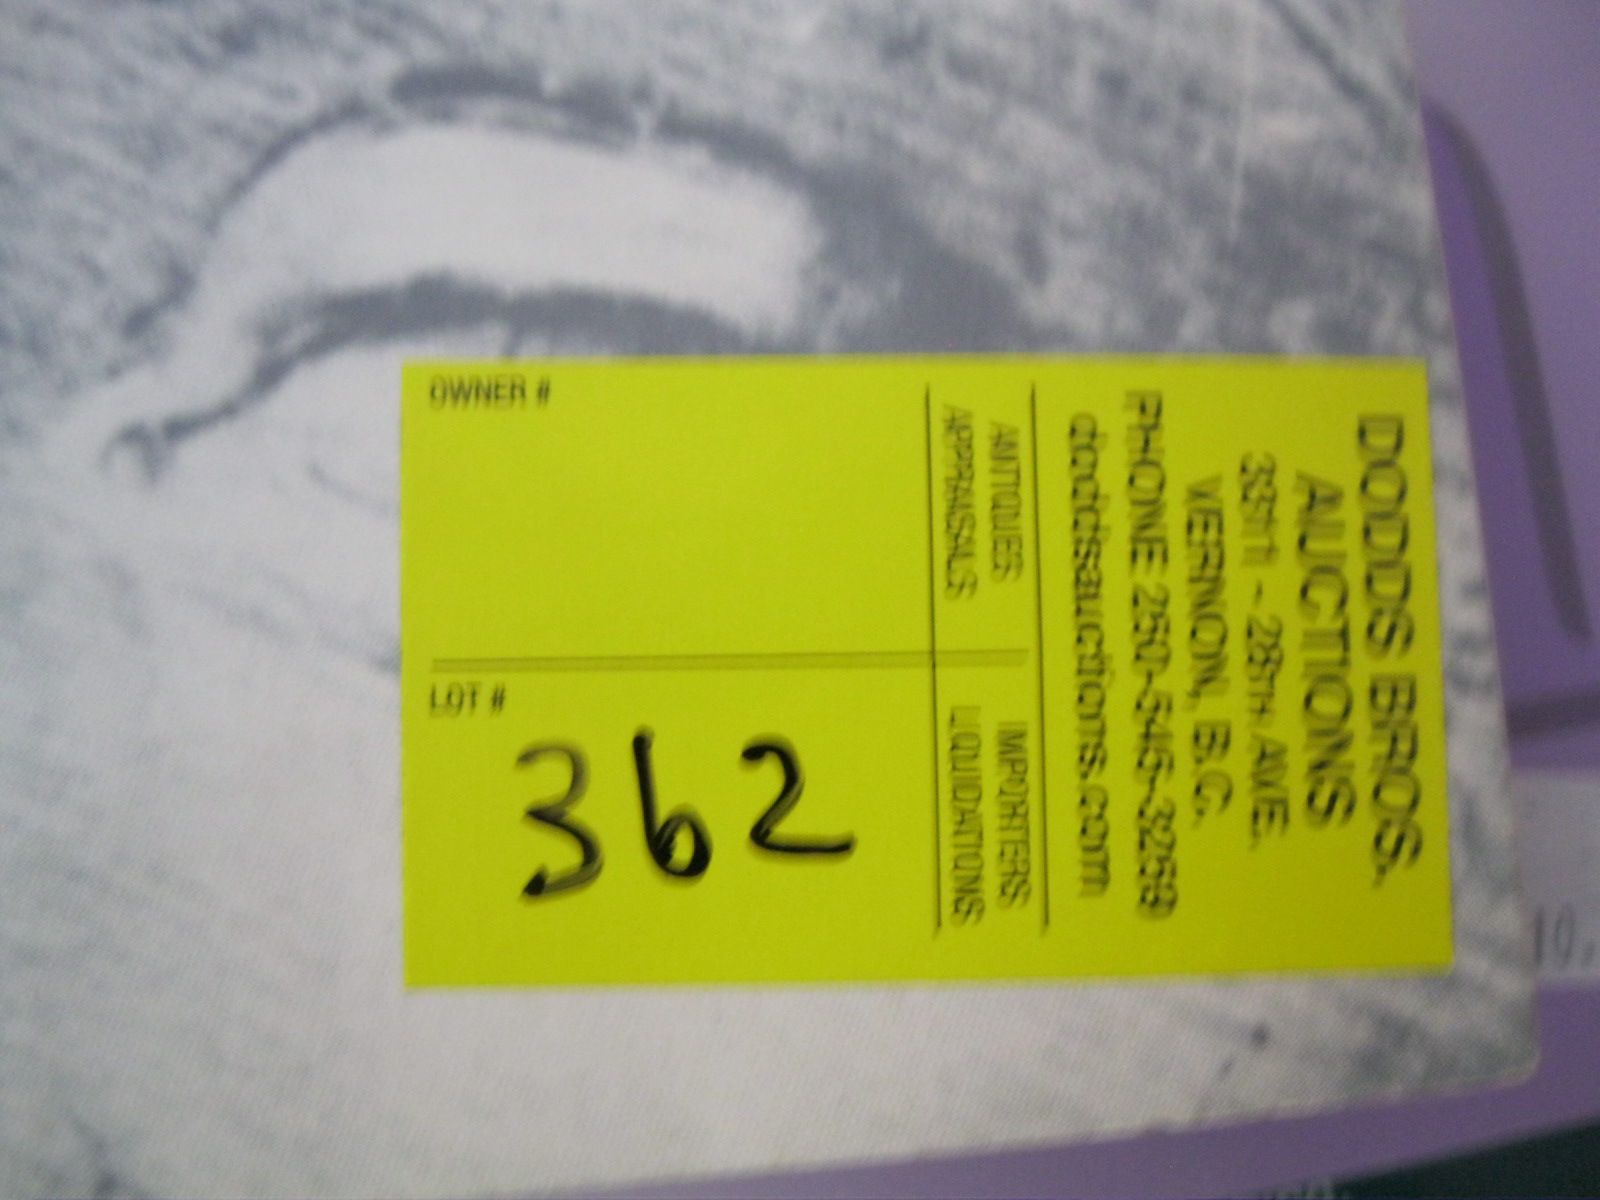 DODDS BROS.
AUCTIONS
3311 - 28TH AVE.
VERNON, B.C.
PHONE 250-545-3259
doddsauctions.com
ANTIQUES
APPRAISALS
IMPORTERS
LIQUIDATIONS
OWNER #
LOT #
362